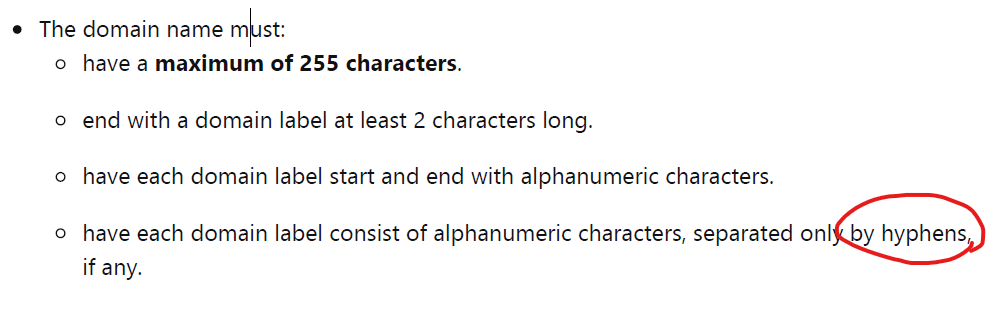 The domain name must:
have a maximum of 255 characters.
end with a domain label at least 2 characters long.
have each domain label start and end with alphanumeric characters.
have each domain label consist of alphanumeric characters, separated only by hyphens,
if any.